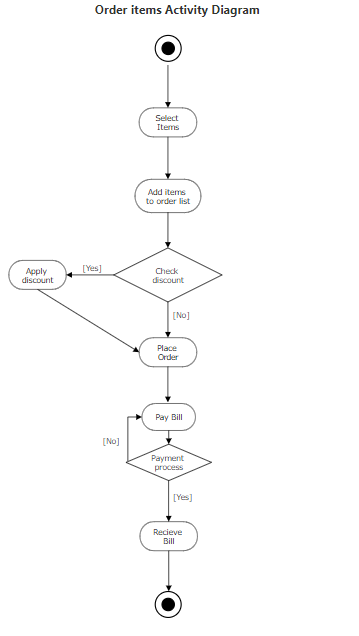 Order items Activity Diagram
Select
Items
Add items
to order list
Check
discount
[Yes]
Apply
discount
[No]
Place
Order
Pay Bill
[No]
Payment
process
[Yes]
Recieve
Bill